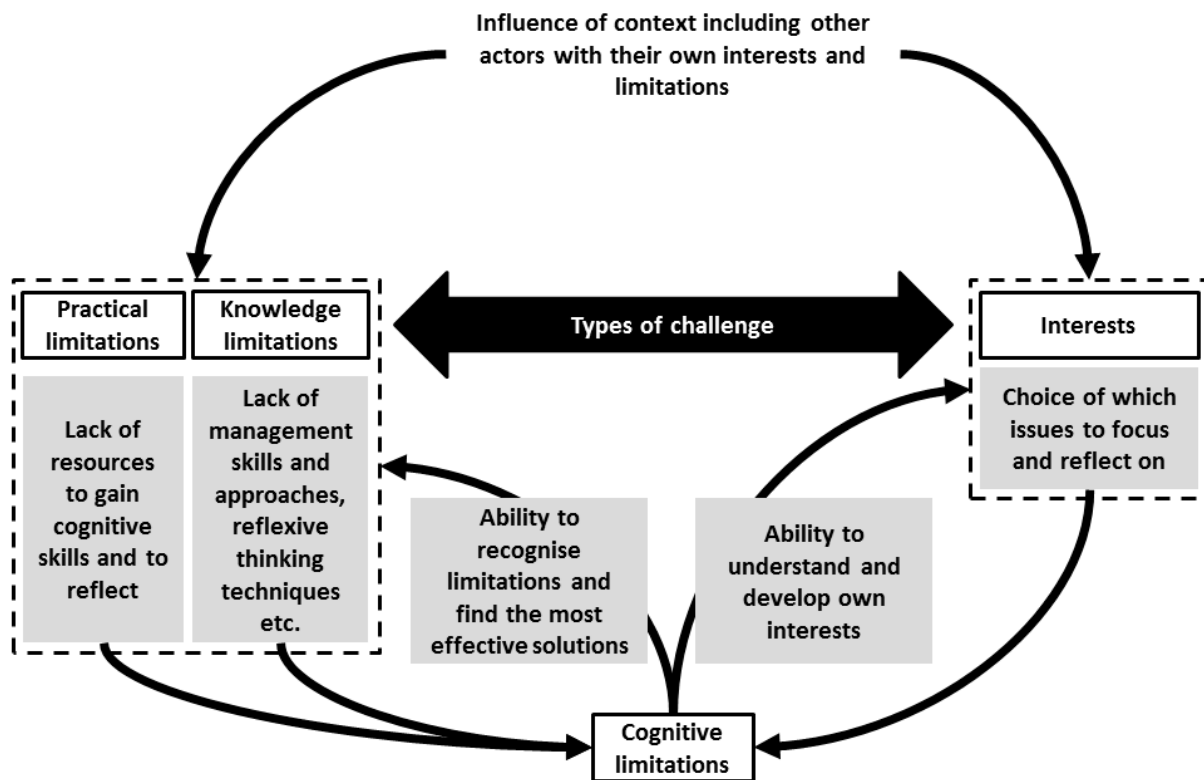 Influence of context including other
actors with their own interests and
limitations
Practical
limitations
Knowledge
limitations
Types of challenge
Interests
Lack of
resources
to gain
cognitive
skills and to
reflect
Lack of
management
skills and
approaches,
reflexive
thinking
techniques
etc.
Choice of which
issues to focus
and reflect on
Ability to
recognise
limitations and
find the most
effective solutions
Ability to
understand and
develop own
interests
Cognitive
limitations